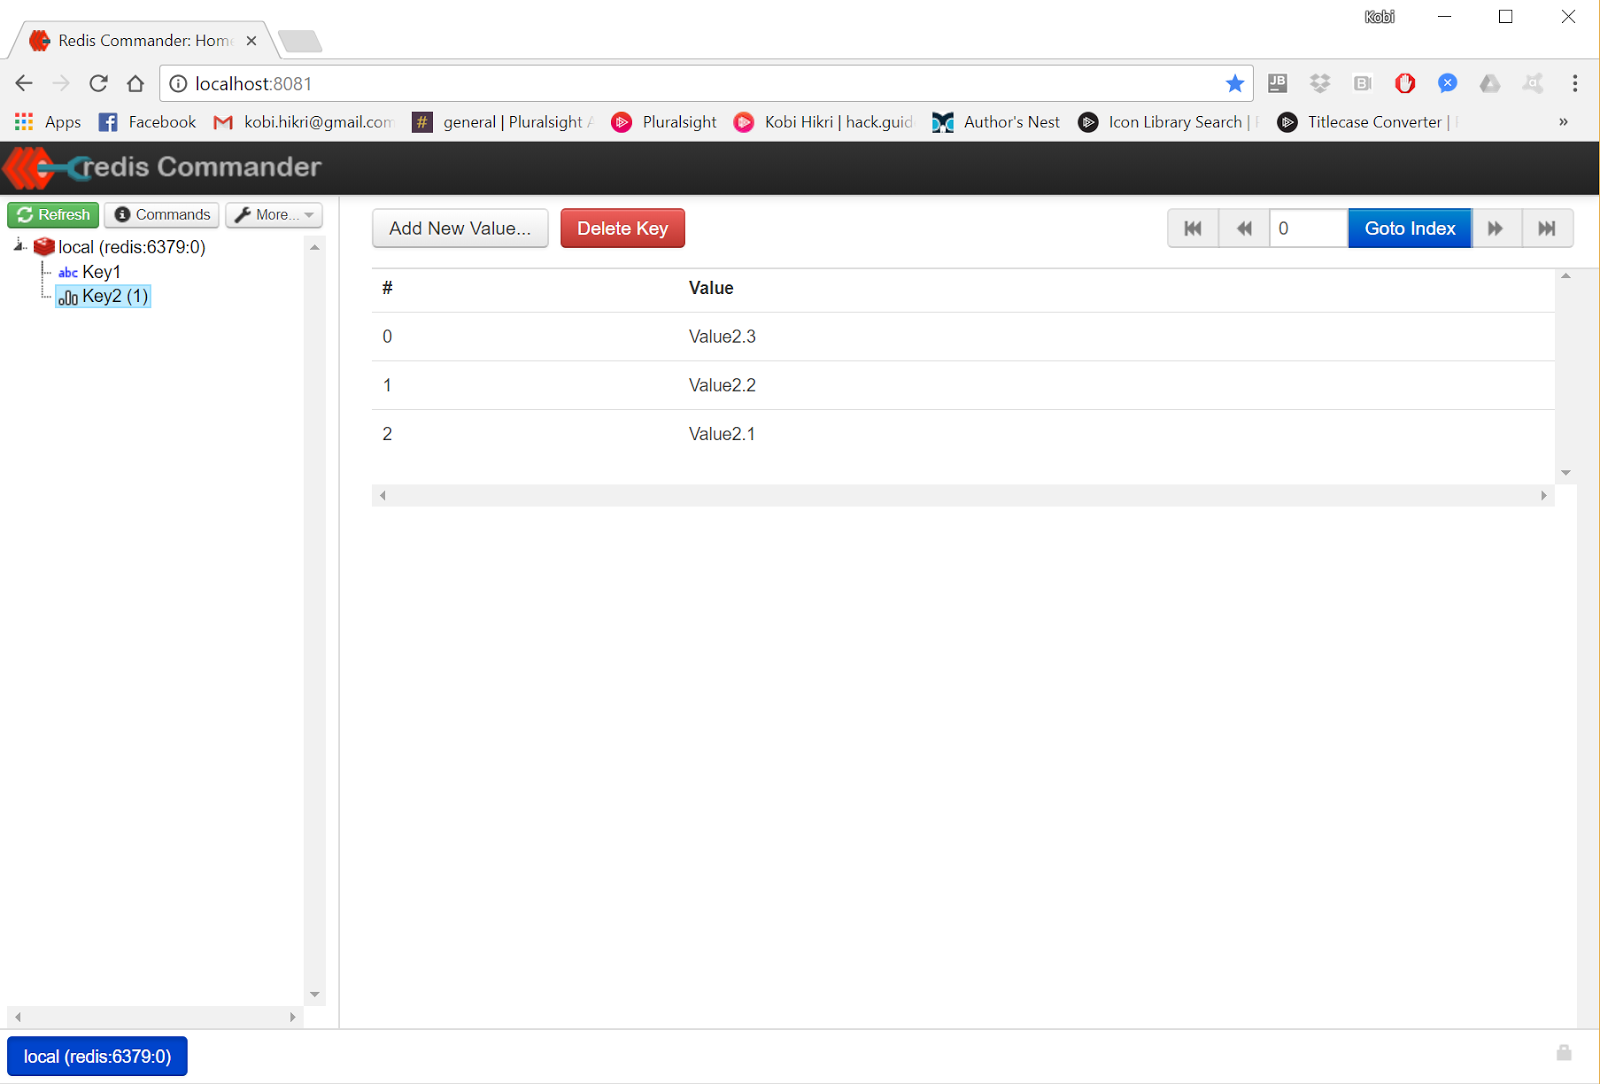 Kobi
Redis Commander: Hom
localhost:8081
JB
Apps Facebook kobi.hikri@gmail.com # general | Pluralsight Pluralsight Kobi Hikri | hack.guid Author's Nest Icon Library Search | Titlecase Converter | »
redis Commander
Refresh Commands More... Add New Value... Delete Key 0 Goto Index
local (redis:6379:0)
abc Key1
Key2 (1)
# Value
0 Value2.3
1 Value2.2
2 Value2.1
local (redis:6379:0)